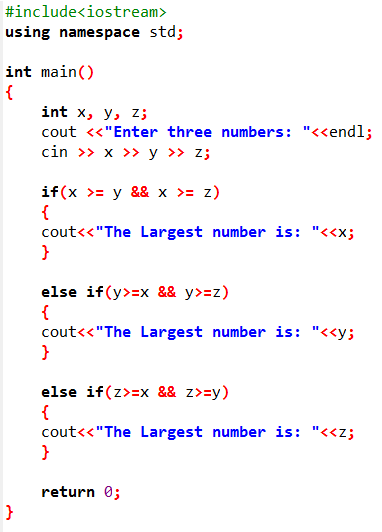 #include<iostream>
using namespace std;

int main()
{
    int x, y, z;
    cout <<"Enter three numbers: "<<endl;
    cin >> x >> y >> z;

    if(x >= y && x >= z)
    {
    cout<<"The Largest number is: "<<x;
    }

    else if(y>=x && y>=z)
    {
    cout<<"The Largest number is: "<<y;
    }

    else if(z>=x && z>=y)
    {
    cout<<"The Largest number is: "<<z;
    }

    return 0;
}